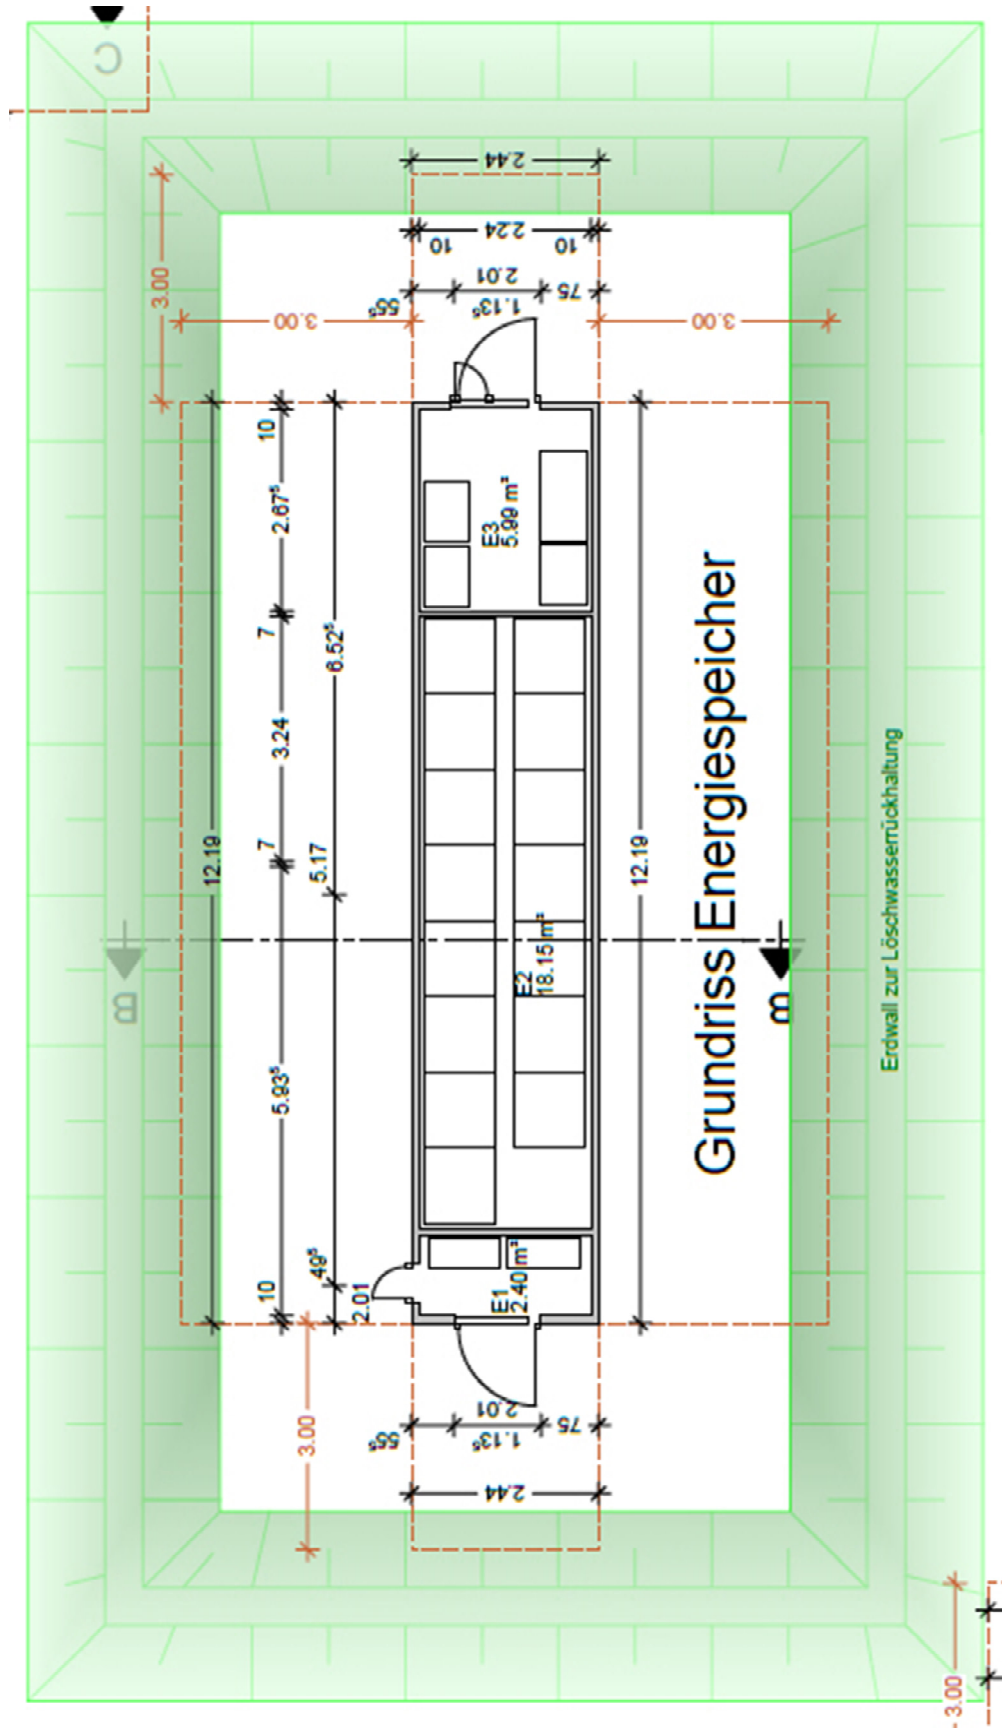 C
2.44
10
2.24
10
2.01
55⁵
1.13⁵
75
3.00
3.00
3.00
10
2.67⁵
7
3.24
7
5.93⁵
10
12.19
6.52⁵
5.17
49⁵
2.01
12.19
E3
5.99 m²
E2
18.15 m²
E1
2.40 m²
Grundriss Energiespeicher
Erdwall zur Löschwasserrückhaltung
B
B
3.00
2.01
55⁵
1.13⁵
75
2.44
3.00